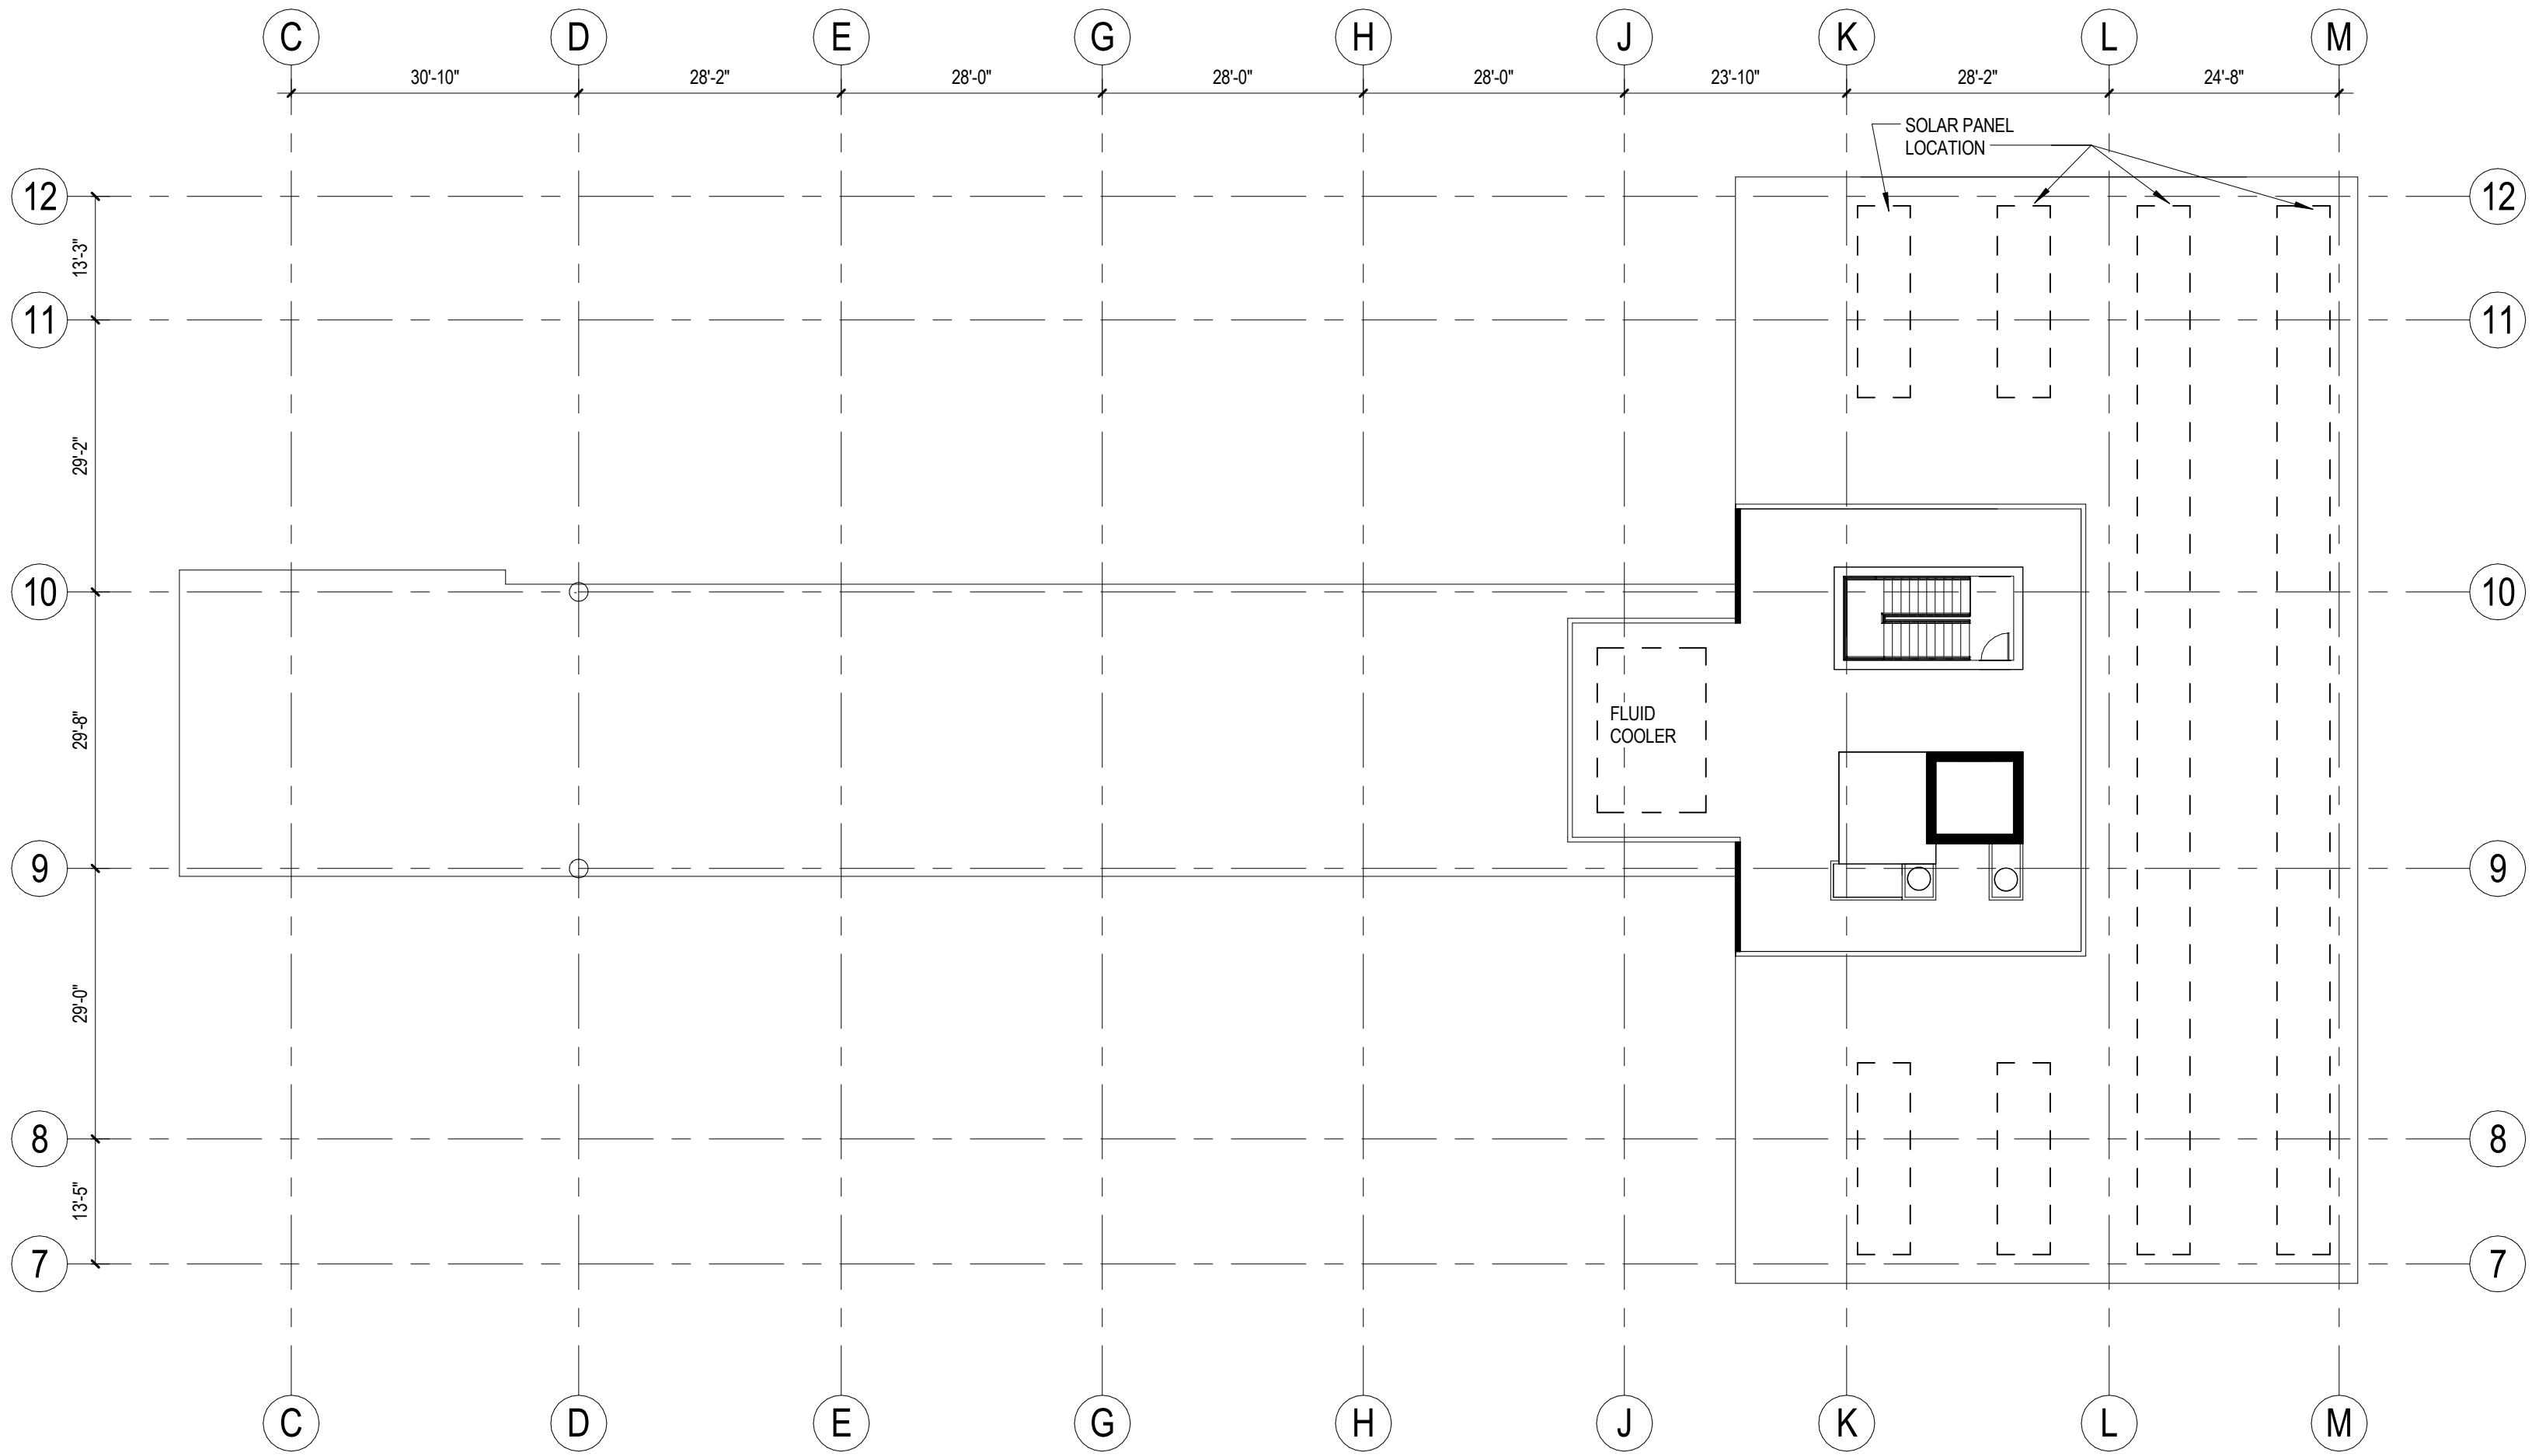 C D E G H J K L M
30'-10" 28'-2" 28'-0" 28'-0" 28'-0" 23'-10" 28'-2" 24'-8"
SOLAR PANEL
LOCATION
12 12
13'-3"
11 11
29'-2"
10 10
29'-8"
FLUID
COOLER
9 9
29'-0"
8 8
13'-5"
7 7
C D E G H J K L M